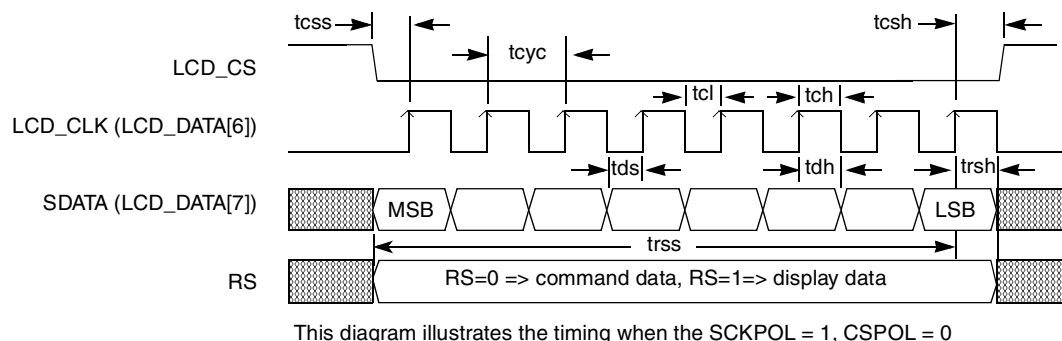 tcss
tcsh
tcyc
LCD_CS
tcl
tch
LCD_CLK (LCD_DATA[6])
tds
tdh
trsh
SDATA (LCD_DATA[7])
MSB
LSB
trss
RS
RS=0 => command data, RS=1=> display data
This diagram illustrates the timing when the SCKPOL = 1, CSPOL = 0